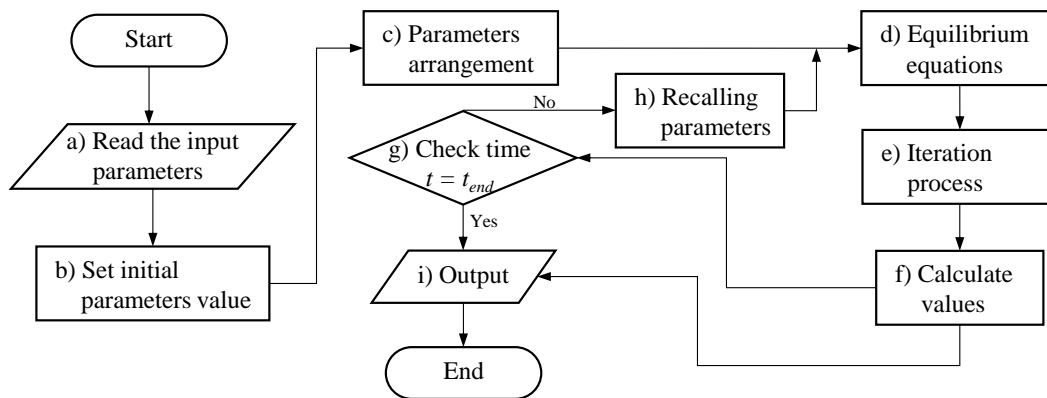 Start
a) Read the input
parameters
b) Set initial
parameters value
c) Parameters
arrangement
d) Equilibrium
equations
e) Iteration
process
f) Calculate
values
g) Check time
t = t_end
No
h) Recalling
parameters
Yes
i) Output
End